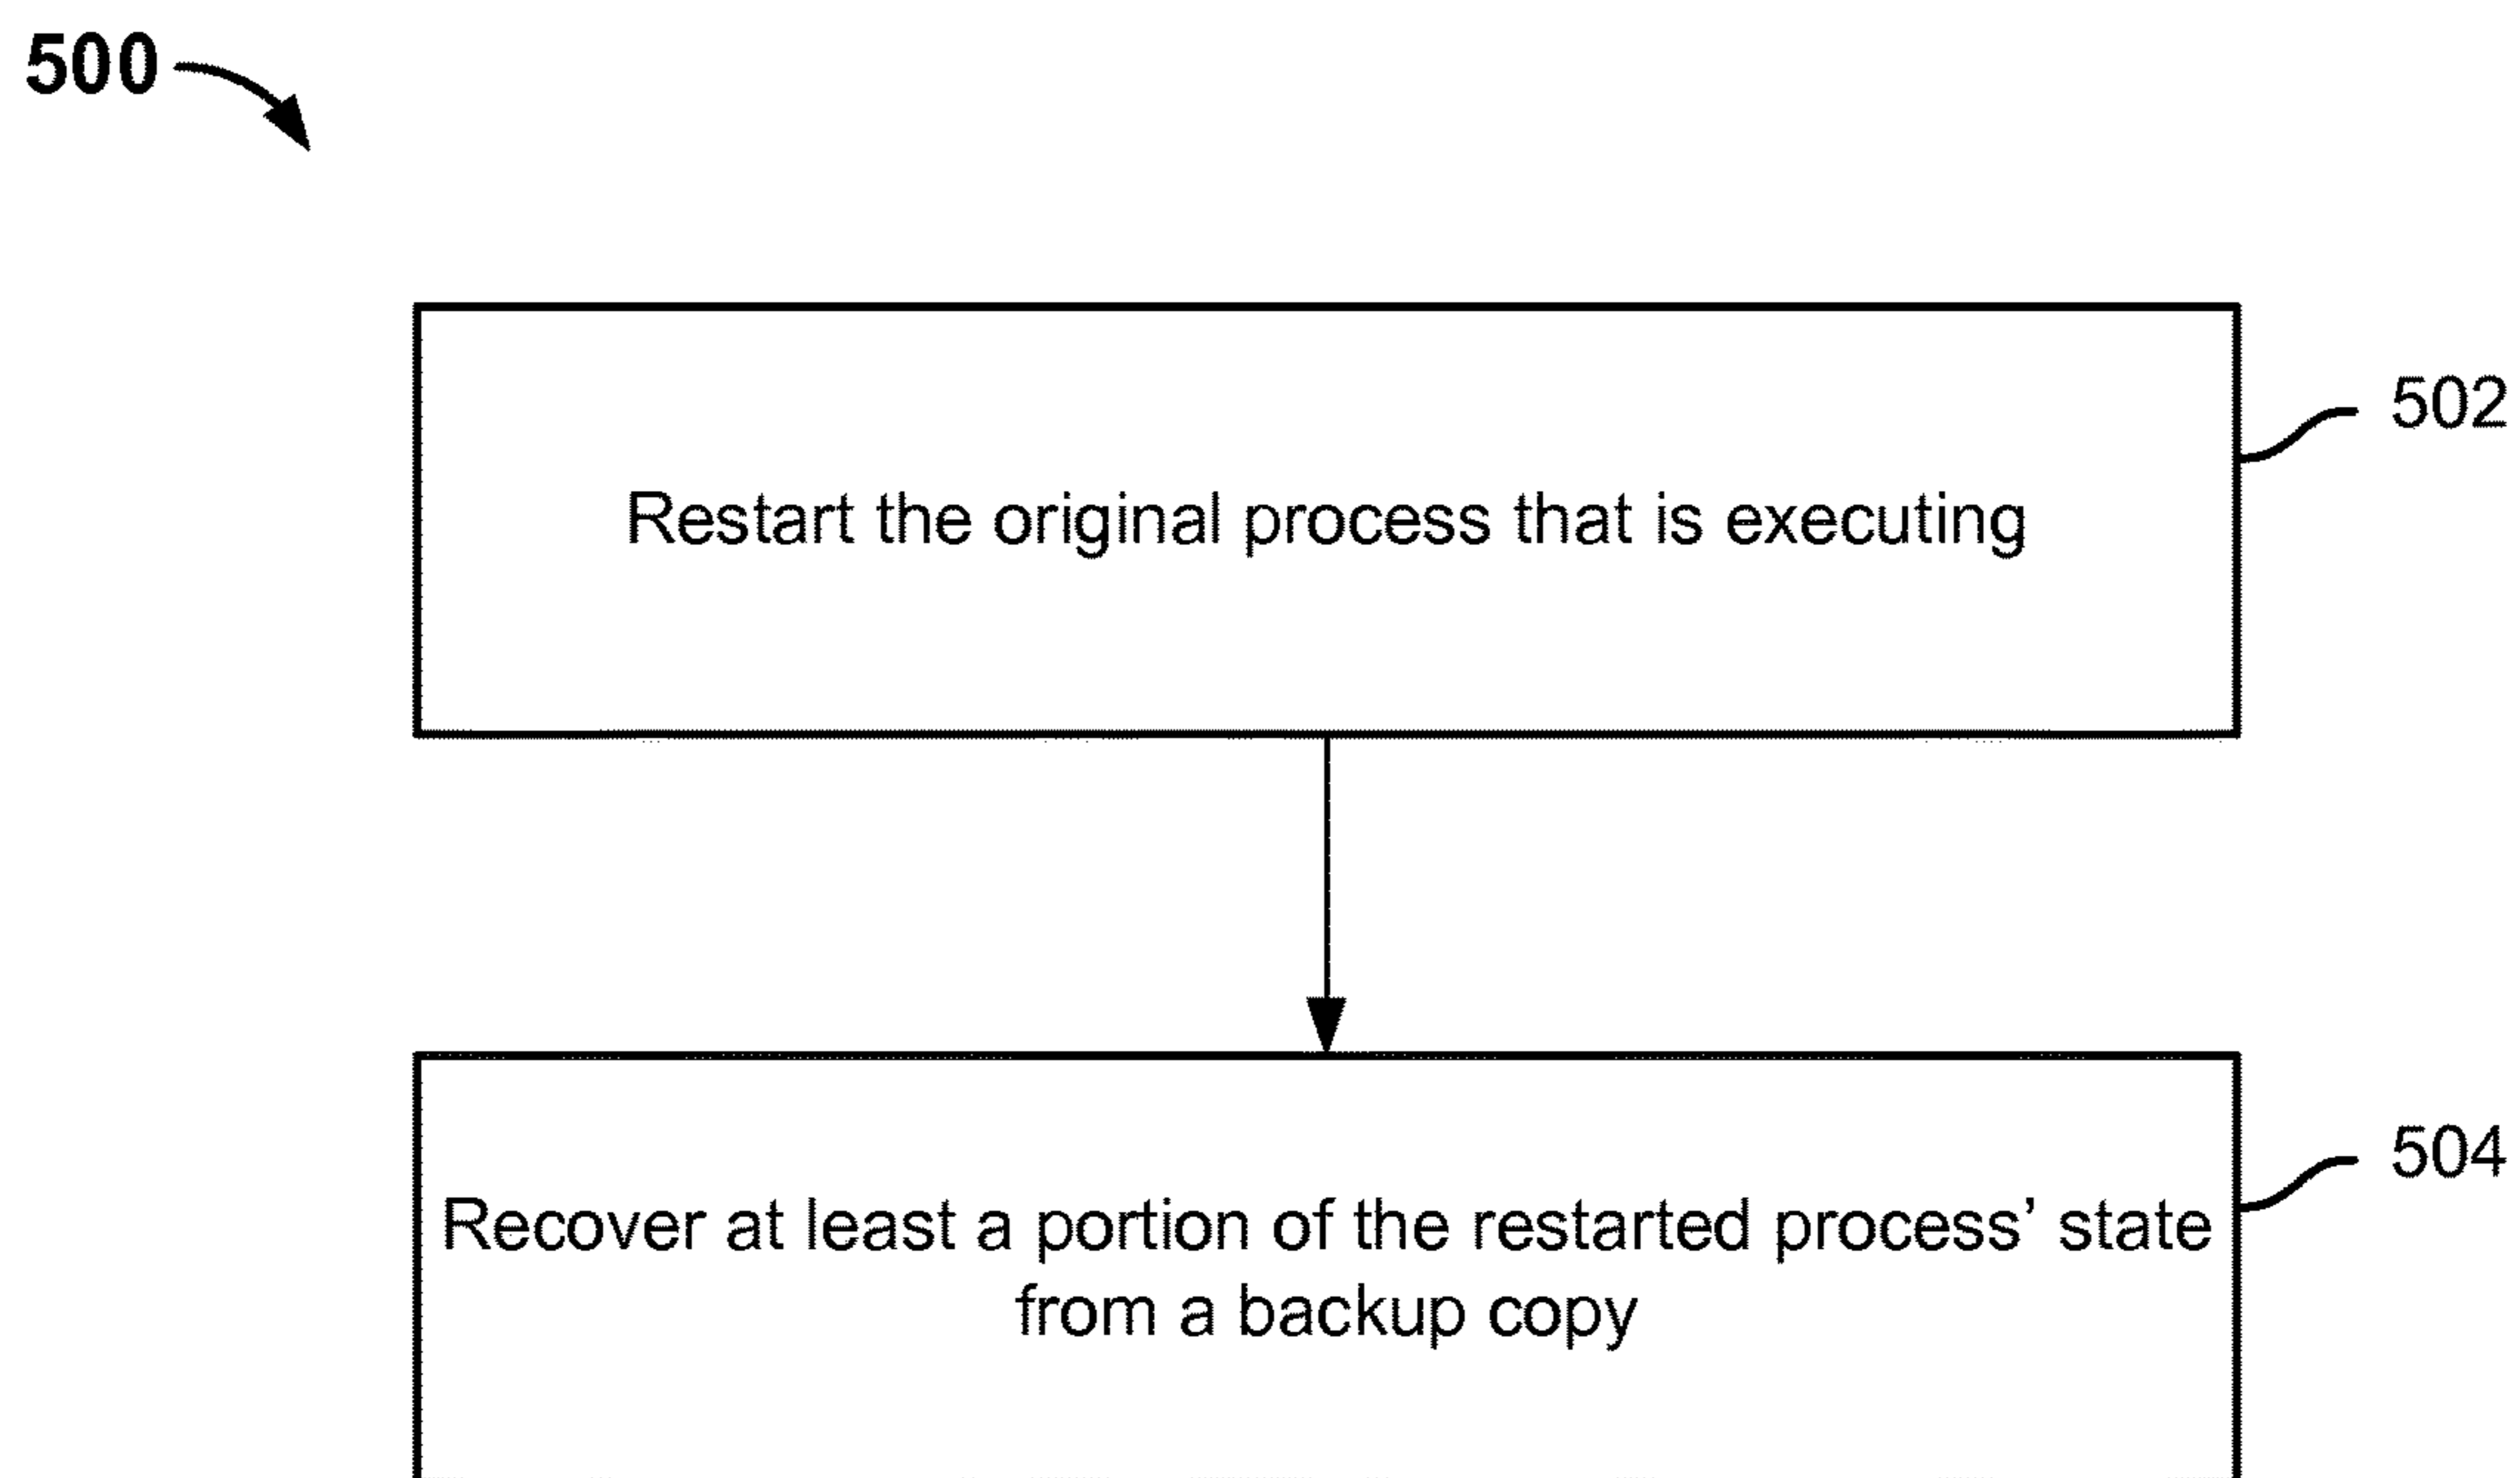 500
502
Restart the original process that is executing
504
Recover at least a portion of the restarted process’ state
from a backup copy